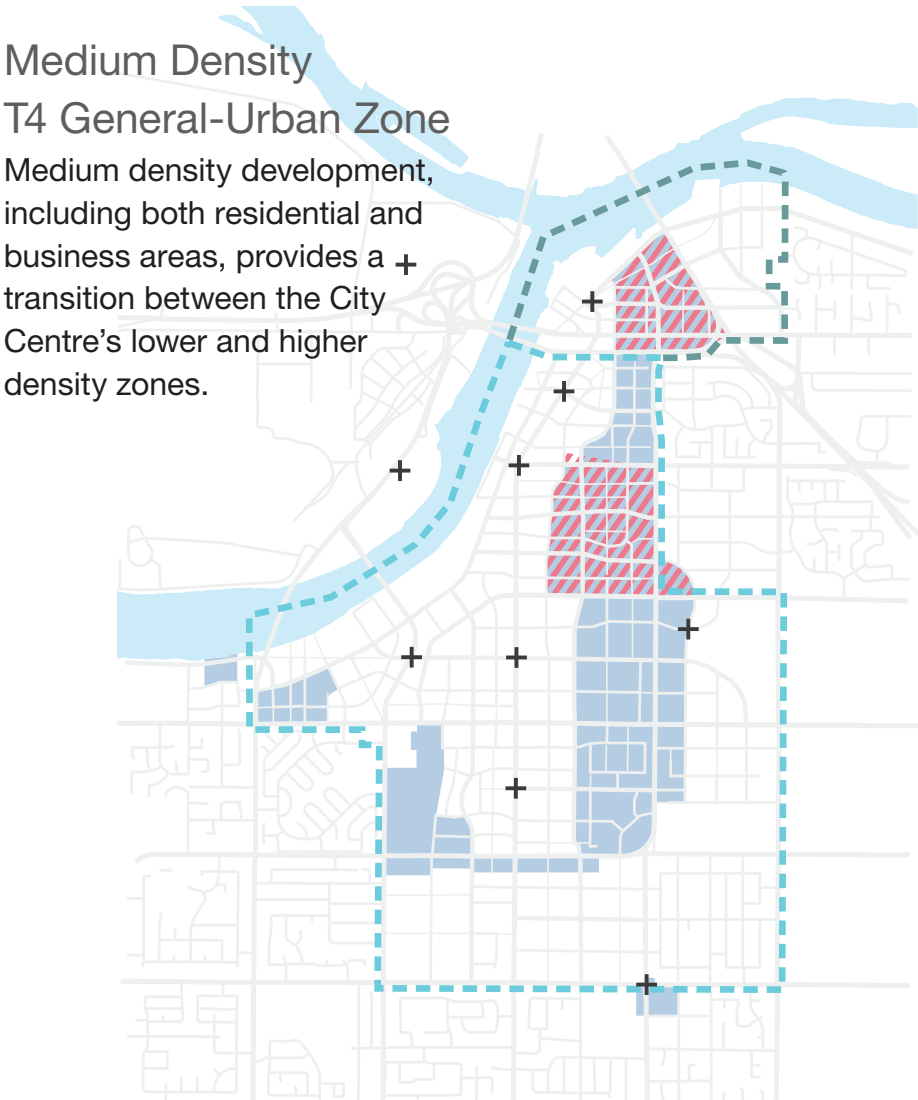 Medium Density
T4 General-Urban Zone
Medium density development,
including both residential and
business areas, provides a
transition between the City
Centre’s lower and higher
density zones.